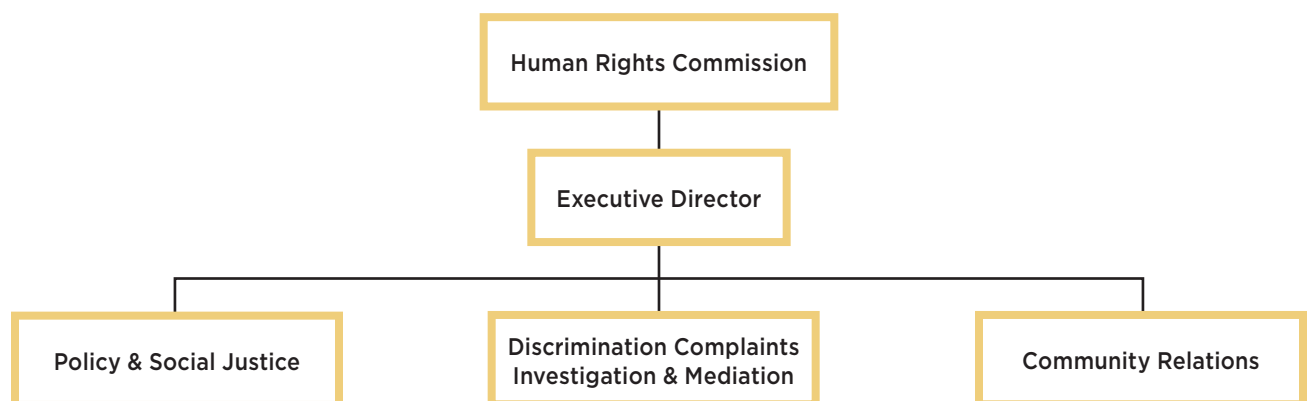 Human Rights Commission
Executive Director
Policy & Social Justice
Discrimination Complaints
Investigation & Mediation
Community Relations